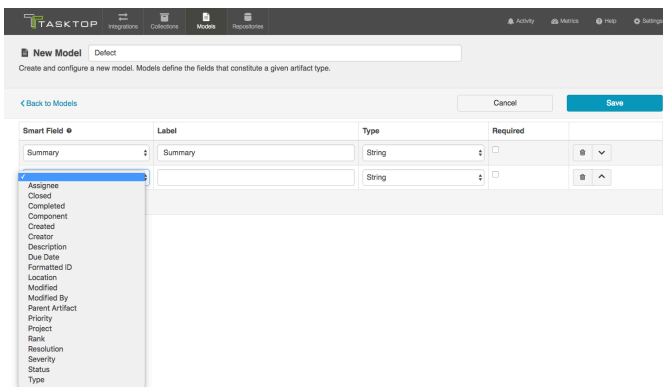 TASKTOP
Integrations
Collections
Models
Repositories
Activity
Metrics
Help
Settings
New Model
Defect
Create and configure a new model. Models define the fields that constitute a given artifact type.
Back to Models
Cancel
Save
Smart Field
Label
Type
Required
Summary
Summary
String
String
Assignee
Closed
Completed
Component
Created
Creator
Description
Due Date
Formatted ID
Location
Modified
Modified By
Parent Artifact
Priority
Project
Rank
Resolution
Severity
Status
Type